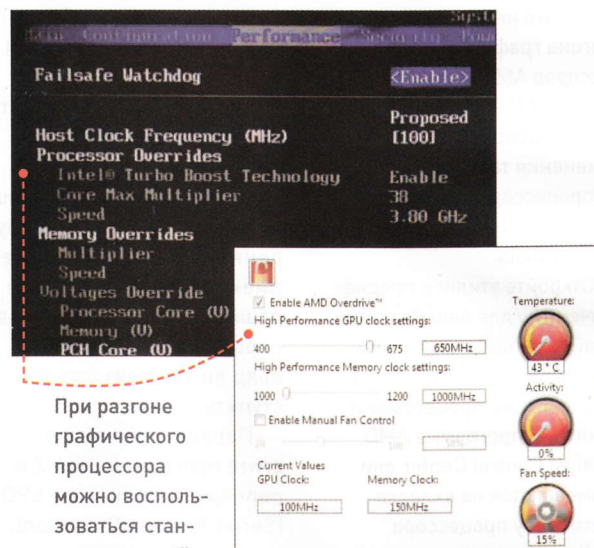 Main Configuration Performance Security
Failsafe Watchdog <Enable>
Proposed
Host Clock Frequency (MHz) [100]
Processor Overrides
Intel® Turbo Boost Technology Enable
Core Max Multiplier 38
Speed 3.80 GHz
Memory Overrides
Multiplier
Speed
Voltages Override
Processor Core (V)
Memory (V)
PCH Core (V)
Enable AMD Overdrive™
High Performance GPU clock settings:
400 675 650MHz
High Performance Memory clock settings:
1000 1200 1000MHz
Enable Manual Fan Control
Current Values
GPU Clock: Memory Clock:
100MHz 150MHz
Temperature:
43 °C
Activity:
0%
Fan Speed:
15%
При разгоне
графического
процессора
можно восполь-
зоваться стан-